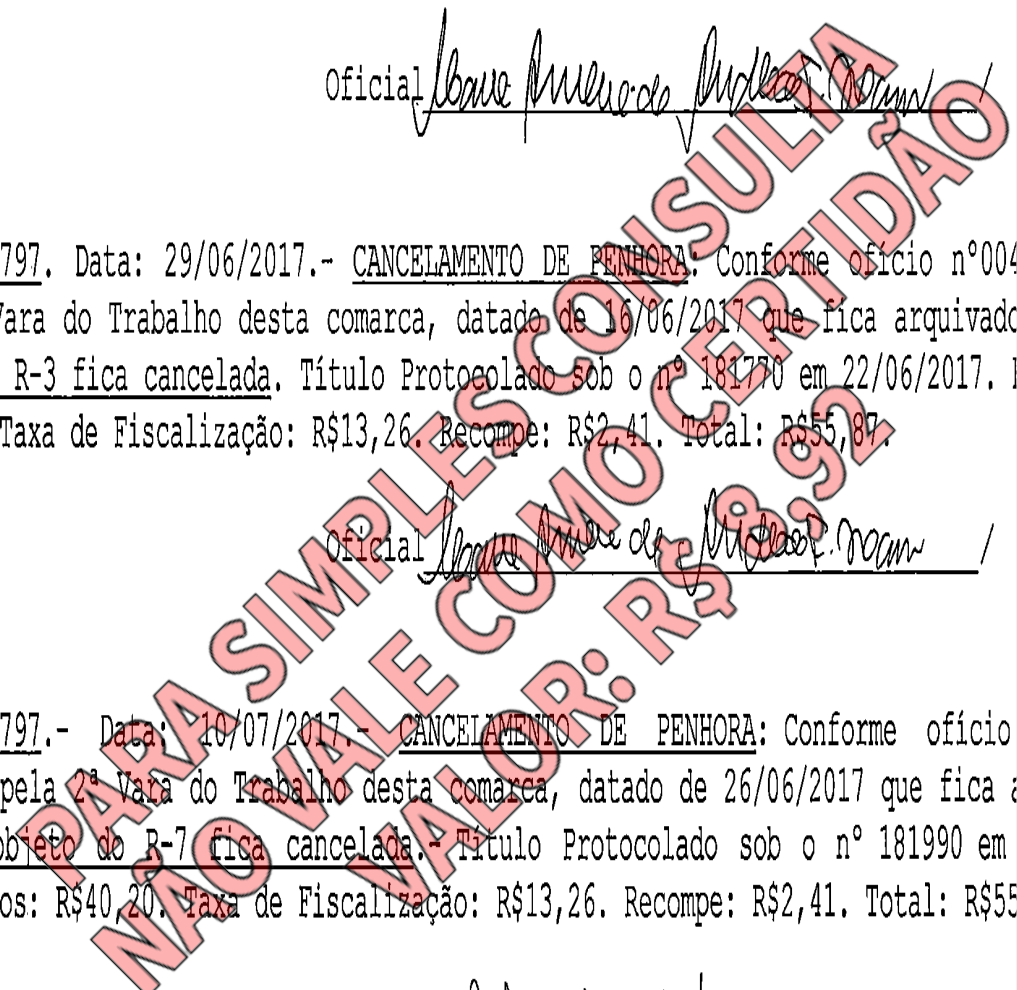 Oficial
797. Data: 29/06/2017.- CANCELAMENTO DE PENHORA: Conforme ofício nº004
Vara do Trabalho desta comarca, datado de 16/06/2017 que fica arquivado
R-3 fica cancelada. Título Protocolado sob o nº 181770 em 22/06/2017.
Taxa de Fiscalização: R$13,26. Recompe: R$2,41. Total: R$55,87.
Oficial
797.- Data: 10/07/2017.- CANCELAMENTO DE PENHORA: Conforme ofício
pela 2ª Vara do Trabalho desta comarca, datado de 26/06/2017 que fica a
objeto do R-7 fica cancelada.- Título Protocolado sob o nº 181990 em
os: R$40,20. Taxa de Fiscalização: R$13,26. Recompe: R$2,41. Total: R$55
PARA SIMPLES CONSULTA
NÃO VALE COMO CERTIDÃO
VALOR: R$ 8,92